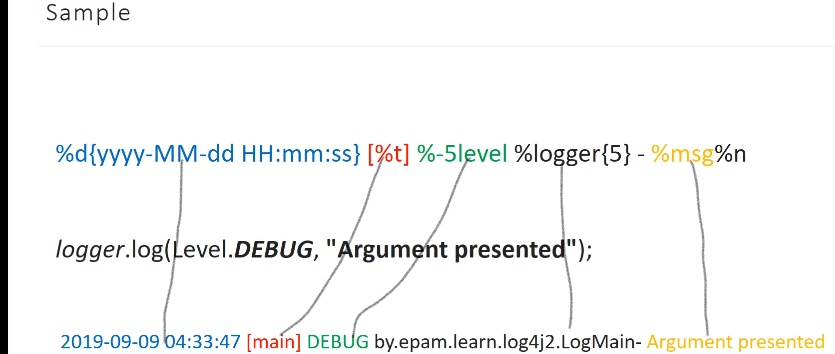 Sample
%d{yyyy-MM-dd HH:mm:ss} [%t] %-5level %logger{5} - %msg%n
logger.log(Level.DEBUG, "Argument presented");
2019-09-09 04:33:47 [main] DEBUG by.epam.learn.log4j2.LogMain- Argument presented